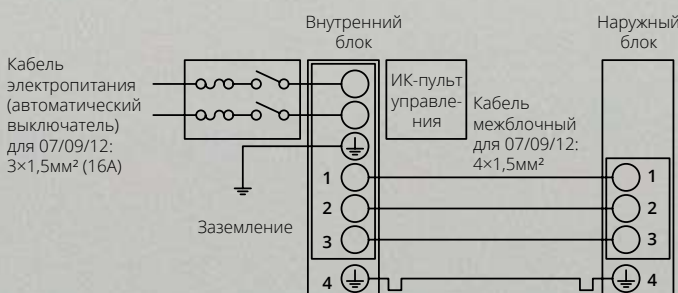 Внутренний
блок
Наружный
блок
Кабель
электропитания
(автоматический
выключатель)
для 07/09/12:
3×1,5мм² (16А)
ИК-пульт
управле-
ния
Кабель
межблочный
для 07/09/12:
4×1,5мм²
Заземление
1
2
3
4
1
2
3
4